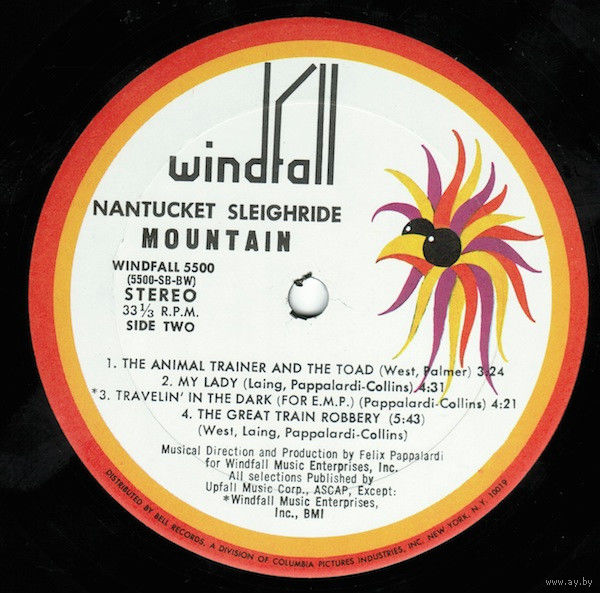 windfall
NANTUCKET SLEIGHRIDE
MOUNTAIN
WINDFALL 5500
(5500-SB-BW)
STEREO
33 1/3 R.P.M.
SIDE TWO
1. THE ANIMAL TRAINER AND THE TOAD (West, Palmer) 3:24
2. MY LADY (Laing, Pappalardi-Collins) 4:31
*3. TRAVELIN' IN THE DARK (FOR E.M.P.) (Pappalardi-Collins) 4:21
4. THE GREAT TRAIN ROBBERY (5:43)
(West, Laing, Pappalardi-Collins)
Musical Direction and Production by Felix Pappalardi
for Windfall Music Enterprises, Inc.
All selections Published by
Upfall Music Corp., ASCAP, Except:
*Windfall Music Enterprises,
Inc., BMI
DISTRIBUTED BY BELL RECORDS, A DIVISION OF COLUMBIA PICTURES INDUSTRIES, INC. NEW YORK, N.Y. 10019
www.ay.by